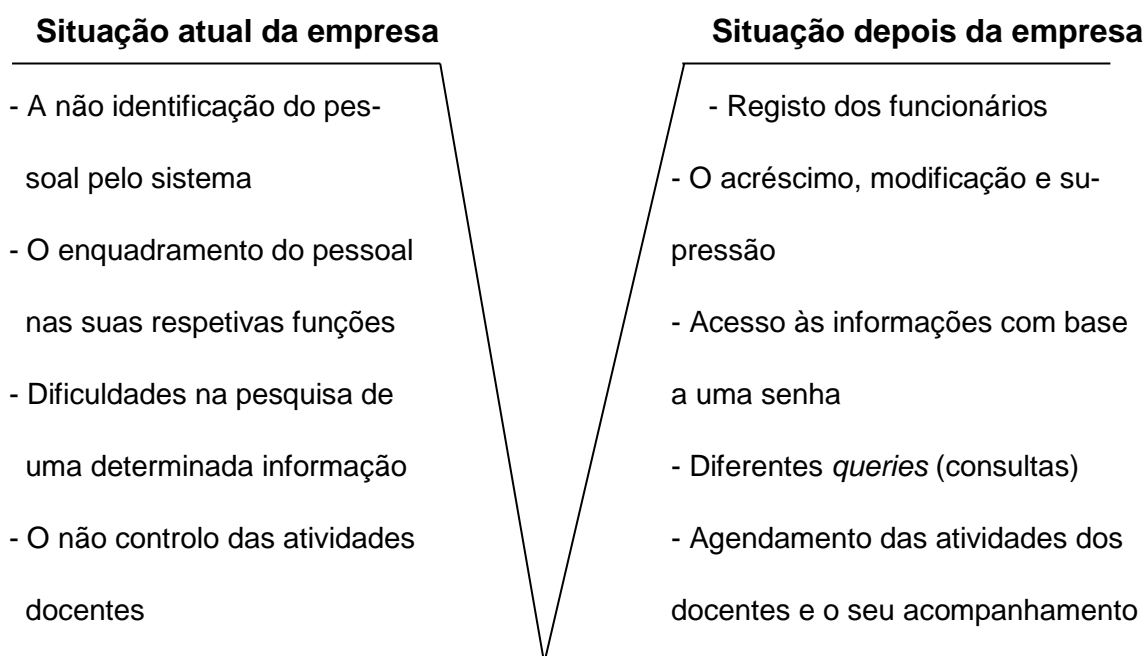 Situação atual da empresa
- A não identificação do pes-
soal pelo sistema
- O enquadramento do pessoal
nas suas respetivas funções
- Dificuldades na pesquisa de
uma determinada informação
- O não controlo das atividades
docentes
Situação depois da empresa
- Registo dos funcionários
- O acréscimo, modificação e su-
pressão
- Acesso às informações com base
a uma senha
- Diferentes queries (consultas)
- Agendamento das atividades dos
docentes e o seu acompanhamento